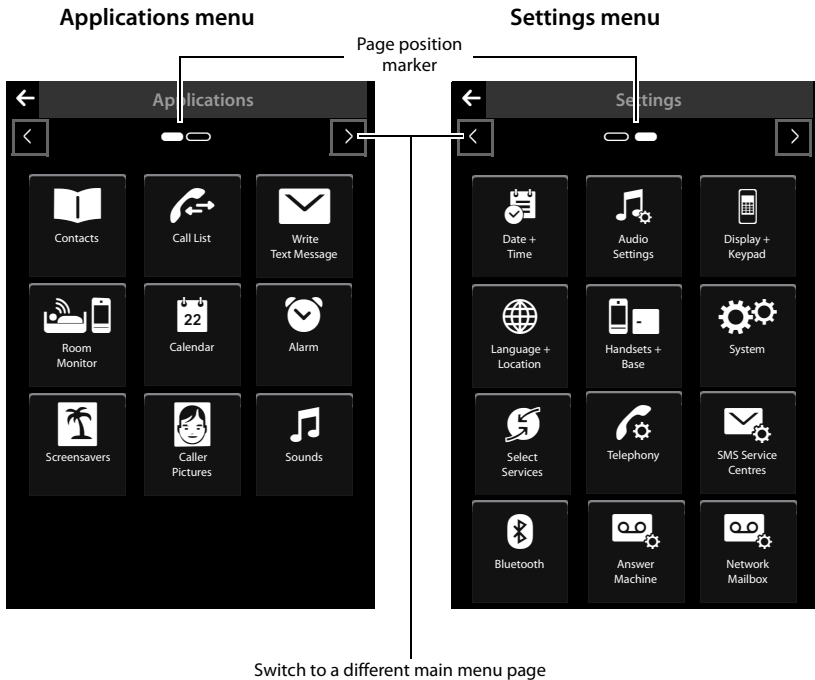 Applications menu
Settings menu
Page position
marker
Applications
Contacts
Call List
Write
Text Message
Room
Monitor
22
Calendar
Alarm
Screensavers
Caller
Pictures
Sounds
Settings
Date +
Time
Audio
Settings
Display +
Keypad
Language +
Location
Handsets +
Base
System
Select
Services
Telephony
SMS Service
Centres
Bluetooth
Answer
Machine
Network
Mailbox
Switch to a different main menu page